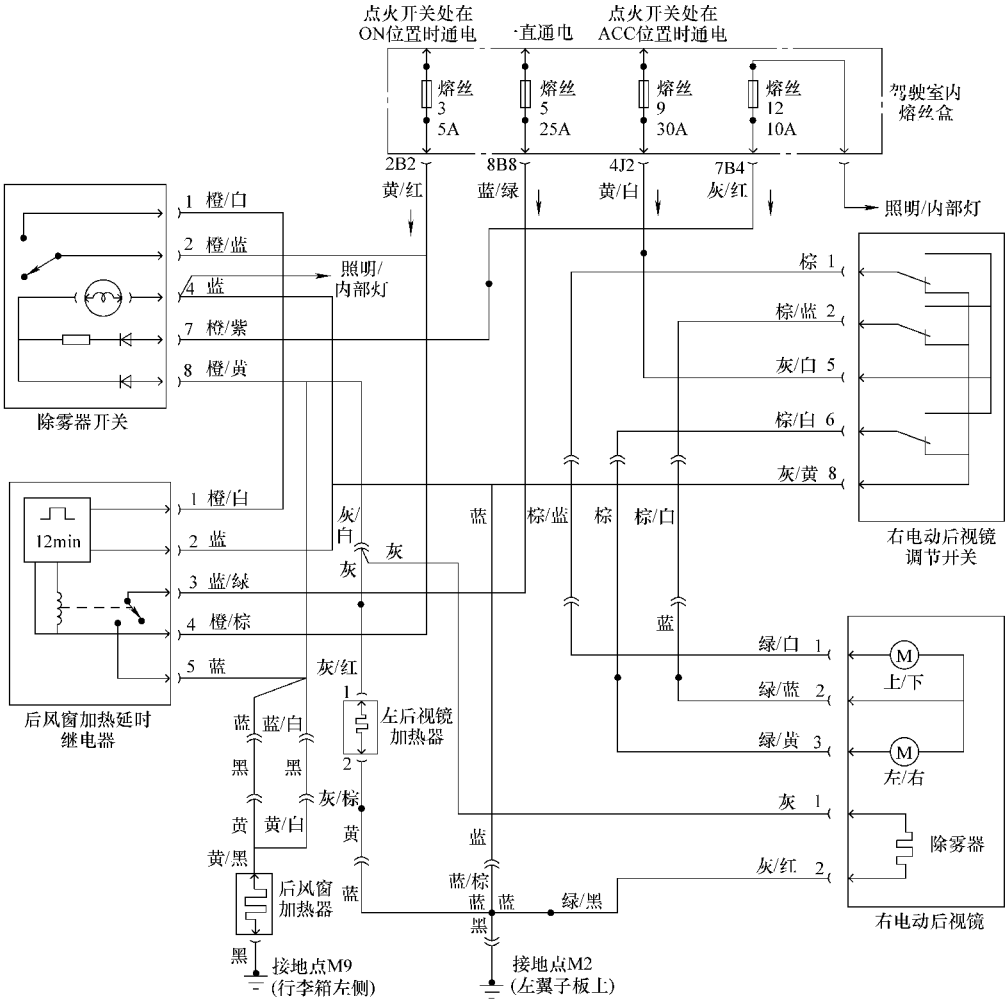 点火开关处在
ON位置时通电
一直通电
点火开关处在
ACC位置时通电
熔丝
3
5A
熔丝
5
25A
熔丝
9
30A
熔丝
12
10A
驾驶室内
熔丝盒
2B2
8B8
4J2
7B4
黄/红
蓝/绿
黄/白
灰/红
照明/内部灯
1 橙/白
2 橙/蓝
4 蓝
照明/
内部灯
7 橙/紫
8 橙/黄
除雾器开关
棕 1
棕/蓝 2
灰/白 5
棕/白 6
灰/黄 8
右电动后视镜
调节开关
12min
1 橙/白
2 蓝
3 蓝/绿
4 橙/棕
5 蓝
后风窗加热延时
继电器
灰/
白
灰
灰
蓝
棕/蓝
棕
棕/白
蓝
灰/红
1
左后视镜
加热器
2
灰/棕
黄
蓝
蓝
蓝/白
黑
黑
黄
黄/白
黄/黑
后风窗
加热器
黑
接地点M9
(行李箱左侧)
蓝
蓝/棕
蓝
蓝
绿/黑
黑
接地点M2
(左翼子板上)
绿/白 1
绿/蓝 2
绿/黄 3
灰 1
灰/红 2
M
上/下
M
左/右
除雾器
右电动后视镜